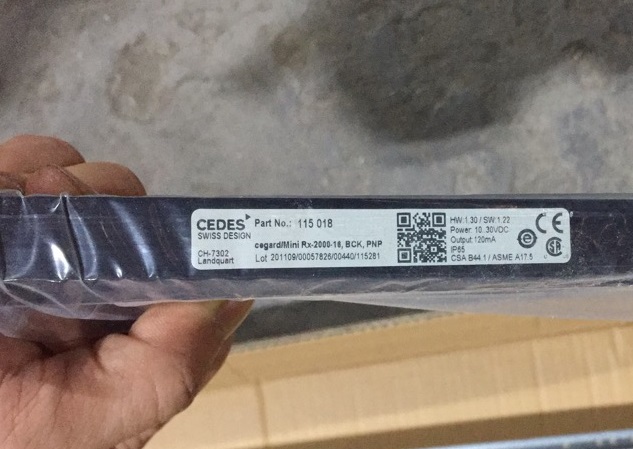 CEDES
SWISS DESIGN
CH-7302
Landquart
Part No.: 115 018
cegard/Mini Rx-2000-16, BCK, PNP
Lot 201109/00057826/00440/115281
HW:1.30 / SW:1.22
Power: 10..30VDC
Output:120mA
IP65
CSA B44.1 / ASME A17.5
CE